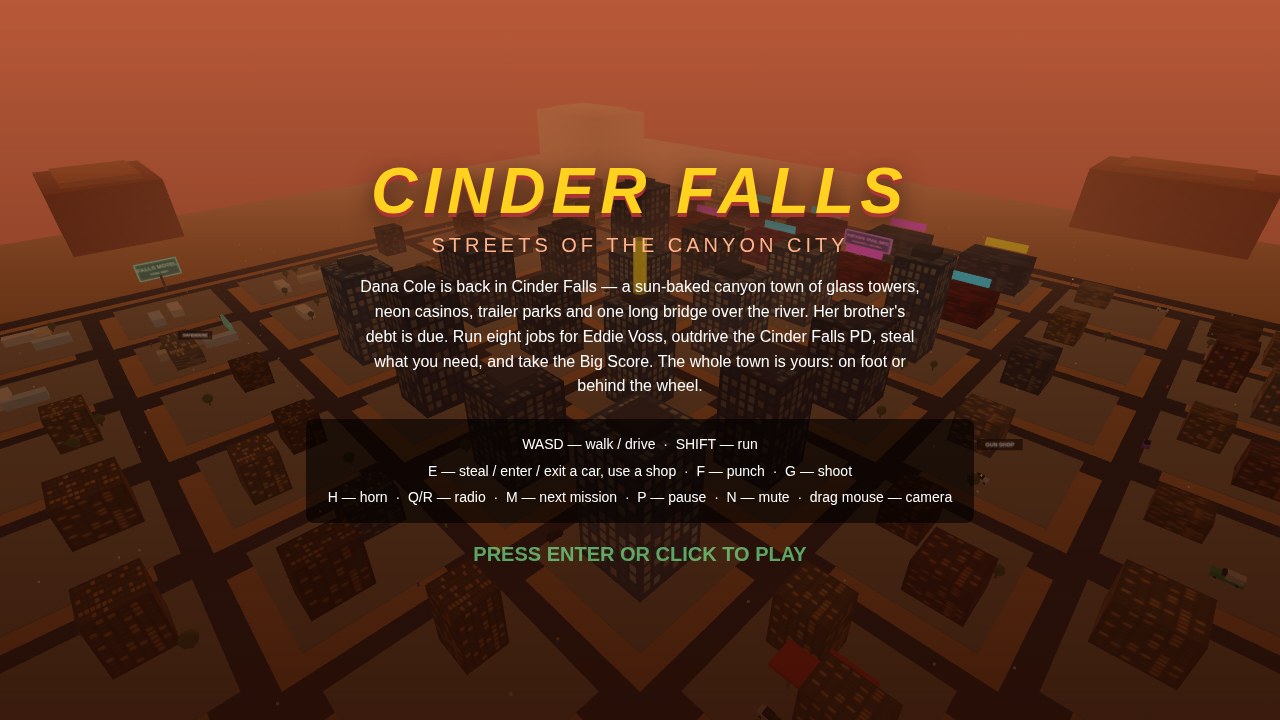 CINDER FALLS
STREETS OF THE CANYON CITY
Dana Cole is back in Cinder Falls — a sun-baked canyon town of glass towers,
neon casinos, trailer parks and one long bridge over the river. Her brother's
debt is due. Run eight jobs for Eddie Voss, outdrive the Cinder Falls PD, steal
what you need, and take the Big Score. The whole town is yours: on foot or
behind the wheel.
WASD — walk / drive · SHIFT — run
E — steal / enter / exit a car, use a shop · F — punch · G — shoot
H — horn · Q/R — radio · M — next mission · P — pause · N — mute · drag mouse — camera
PRESS ENTER OR CLICK TO PLAY
FALLS MOTEL
GUN SHOP